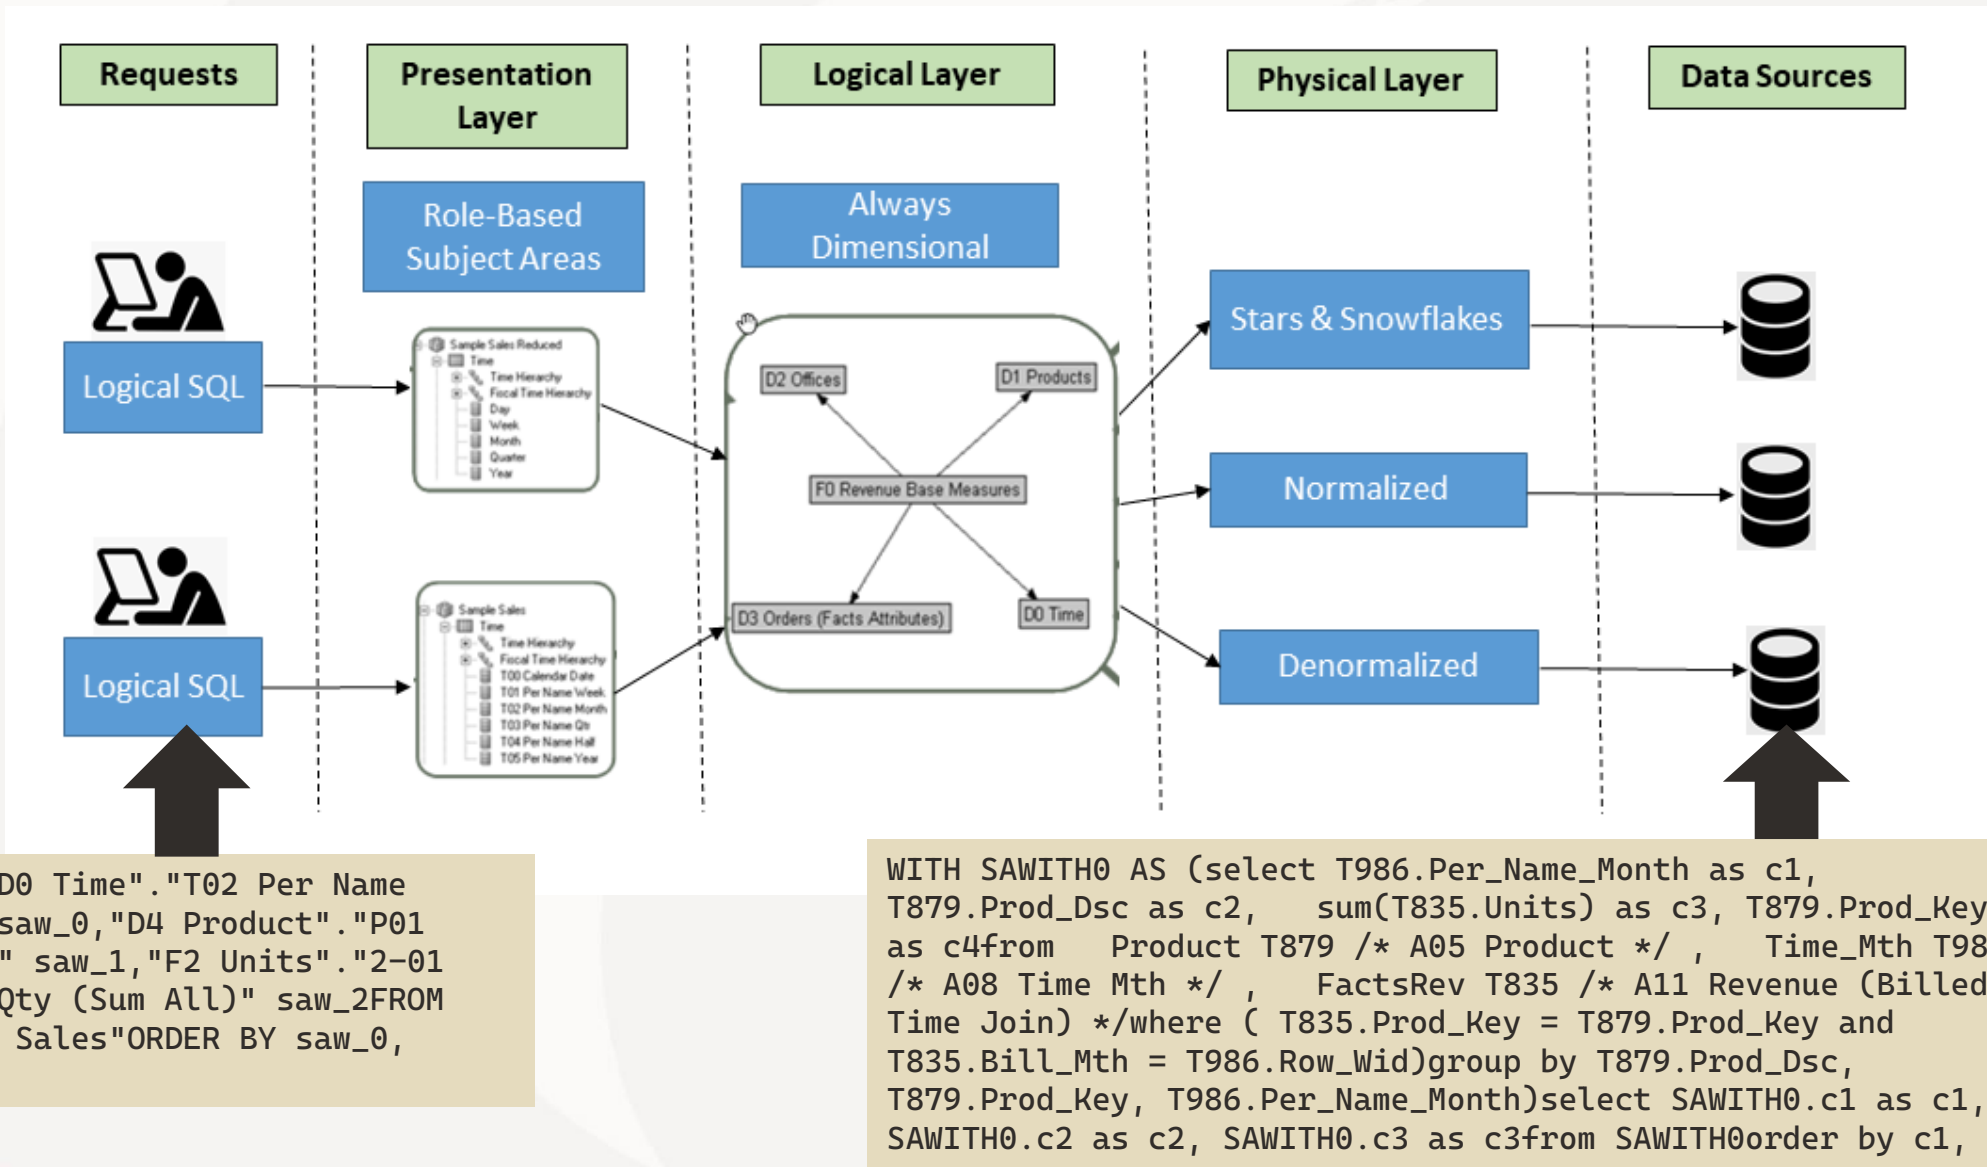 Requests
Presentation
Layer
Logical Layer
Physical Layer
Data Sources
Role-Based
Subject Areas
Always
Dimensional
Logical SQL
Sample Sales Reduced
Time
Time Hierarchy
Fiscal Time Hierarchy
Day
Week
Month
Quarter
Year
D2 Offices
D1 Products
F0 Revenue Base Measures
D3 Orders (Facts Attributes)
D0 Time
Stars & Snowflakes
Normalized
Denormalized
Logical SQL
Sample Sales
Time
Time Hierarchy
Fiscal Time Hierarchy
T00 Calendar Date
T01 Per Name Week
T02 Per Name Month
T03 Per Name Qtr
T04 Per Name Half
T05 Per Name Year
D0 Time"."T02 Per Name
saw_0,"D4 Product"."P01
" saw_1,"F2 Units"."2-01
Qty (Sum All)" saw_2FROM
Sales"ORDER BY saw_0,
WITH SAWITH0 AS (select T986.Per_Name_Month as c1,
T879.Prod_Dsc as c2, sum(T835.Units) as c3, T879.Prod_Key
as c4from Product T879 /* A05 Product */ , Time_Mth T98
/* A08 Time Mth */ , FactsRev T835 /* A11 Revenue (Billed
Time Join) */where ( T835.Prod_Key = T879.Prod_Key and
T835.Bill_Mth = T986.Row_Wid)group by T879.Prod_Dsc,
T879.Prod_Key, T986.Per_Name_Month)select SAWITH0.c1 as c1,
SAWITH0.c2 as c2, SAWITH0.c3 as c3from SAWITH0order by c1,